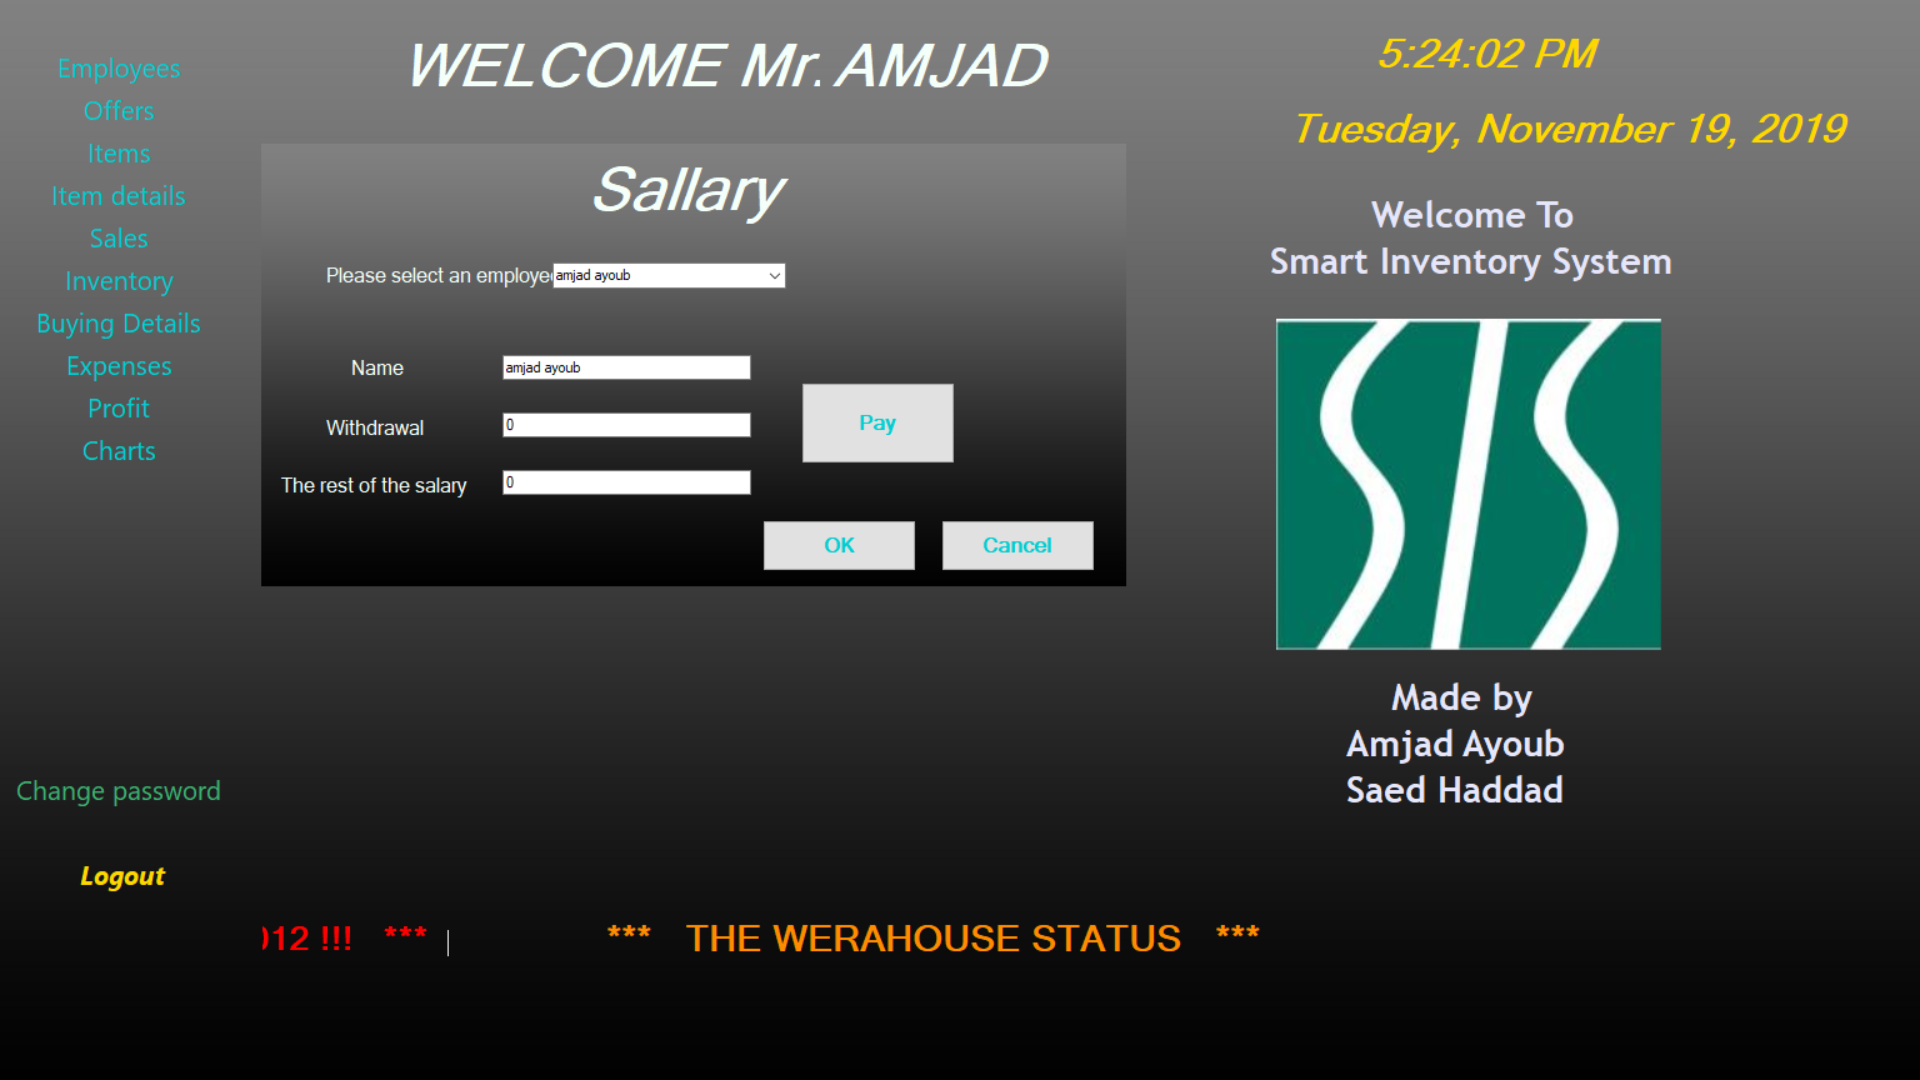 Employees
Offers
Items
Item details
Sales
Inventory
Buying Details
Expenses
Profit
Charts
Change password
Logout
WELCOME Mr. AMJAD
Sallary
Please select an employe
amjad ayoub
Name
amjad ayoub
Withdrawal
0
The rest of the salary
0
Pay
OK
Cancel
5:24:02 PM
Tuesday, November 19, 2019
Welcome To
Smart Inventory System
SIS
Made by
Amjad Ayoub
Saed Haddad
12 !!! *** | *** THE WERAHOUSE STATUS ***